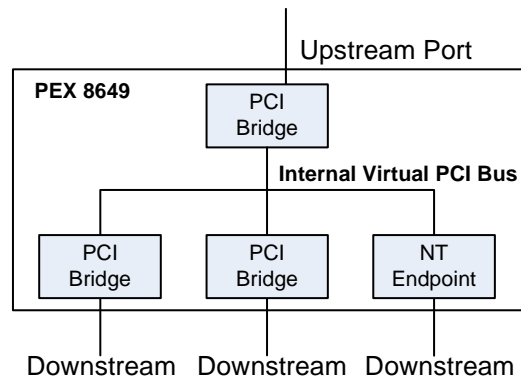 Upstream Port
PEX 8649
PCI
Bridge
Internal Virtual PCI Bus
PCI
Bridge
PCI
Bridge
NT
Endpoint
Downstream
Downstream
Downstream